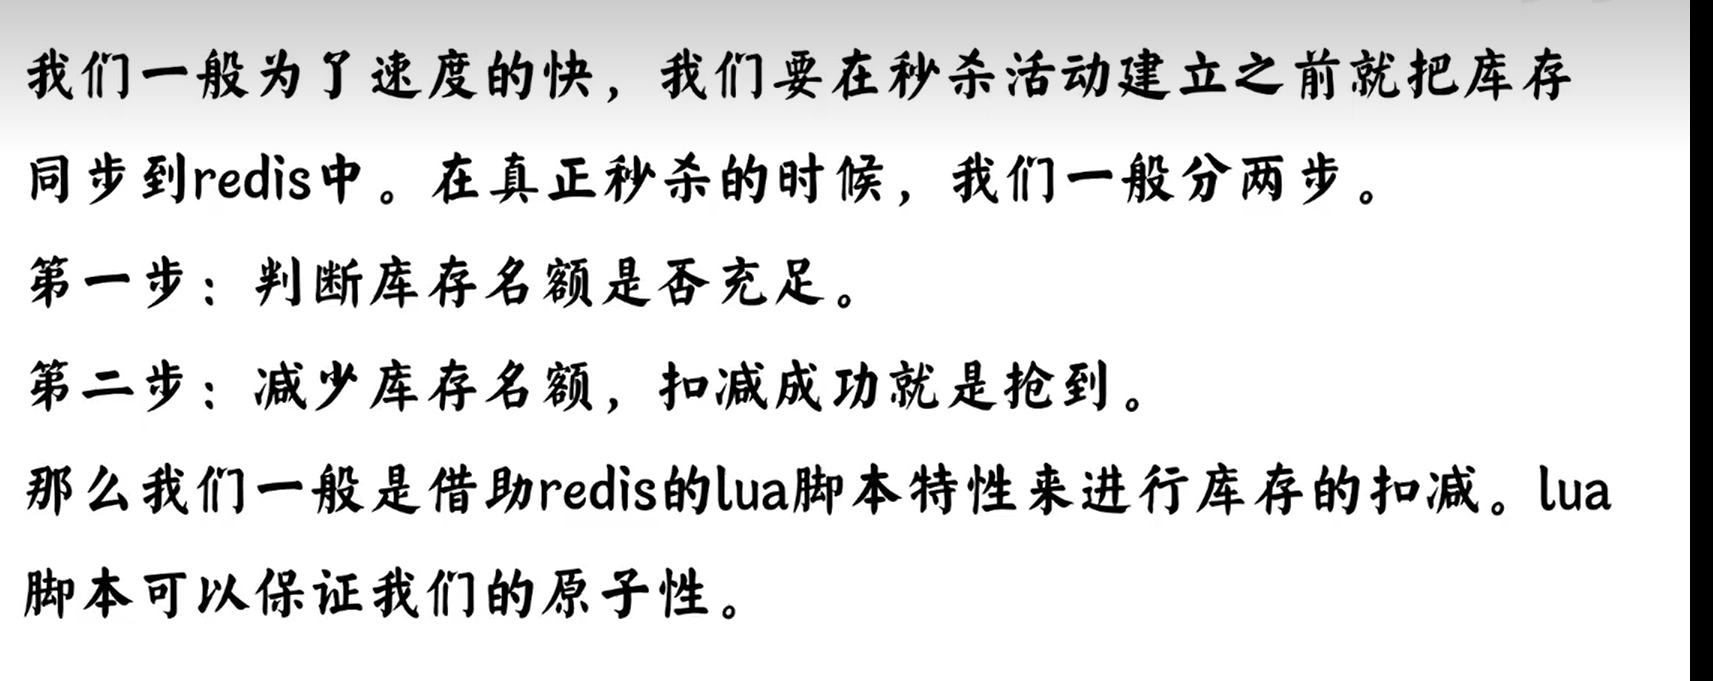 我们一般为了速度的快，我们要在秒杀活动建立之前就把库存
同步到redis中。在真正秒杀的时候，我们一般分两步。
第一步：判断库存名额是否充足。
第二步：减少库存名额，扣减成功就是抢到。
那么我们一般是借助redis的lua脚本特性来进行库存的扣减。lua
脚本可以保证我们的原子性。